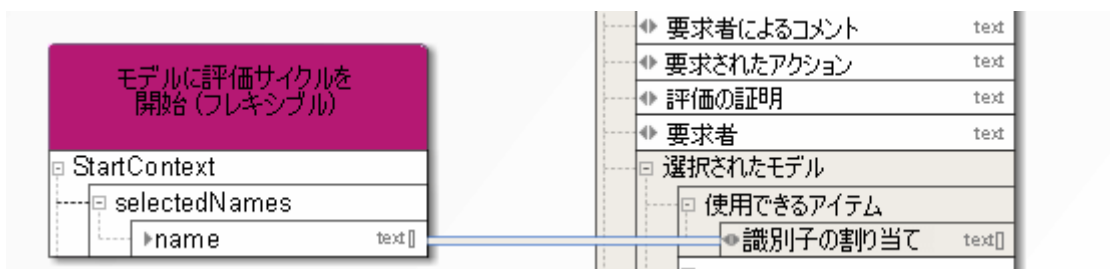 モデルに評価サイクルを
開始 (フレキシブル)
StartContext
selectedNames
name text[]
要求者によるコメント text
要求されたアクション text
評価の証明 text
要求者 text
選択されたモデル
使用できるアイテム
識別子の割り当て text[]